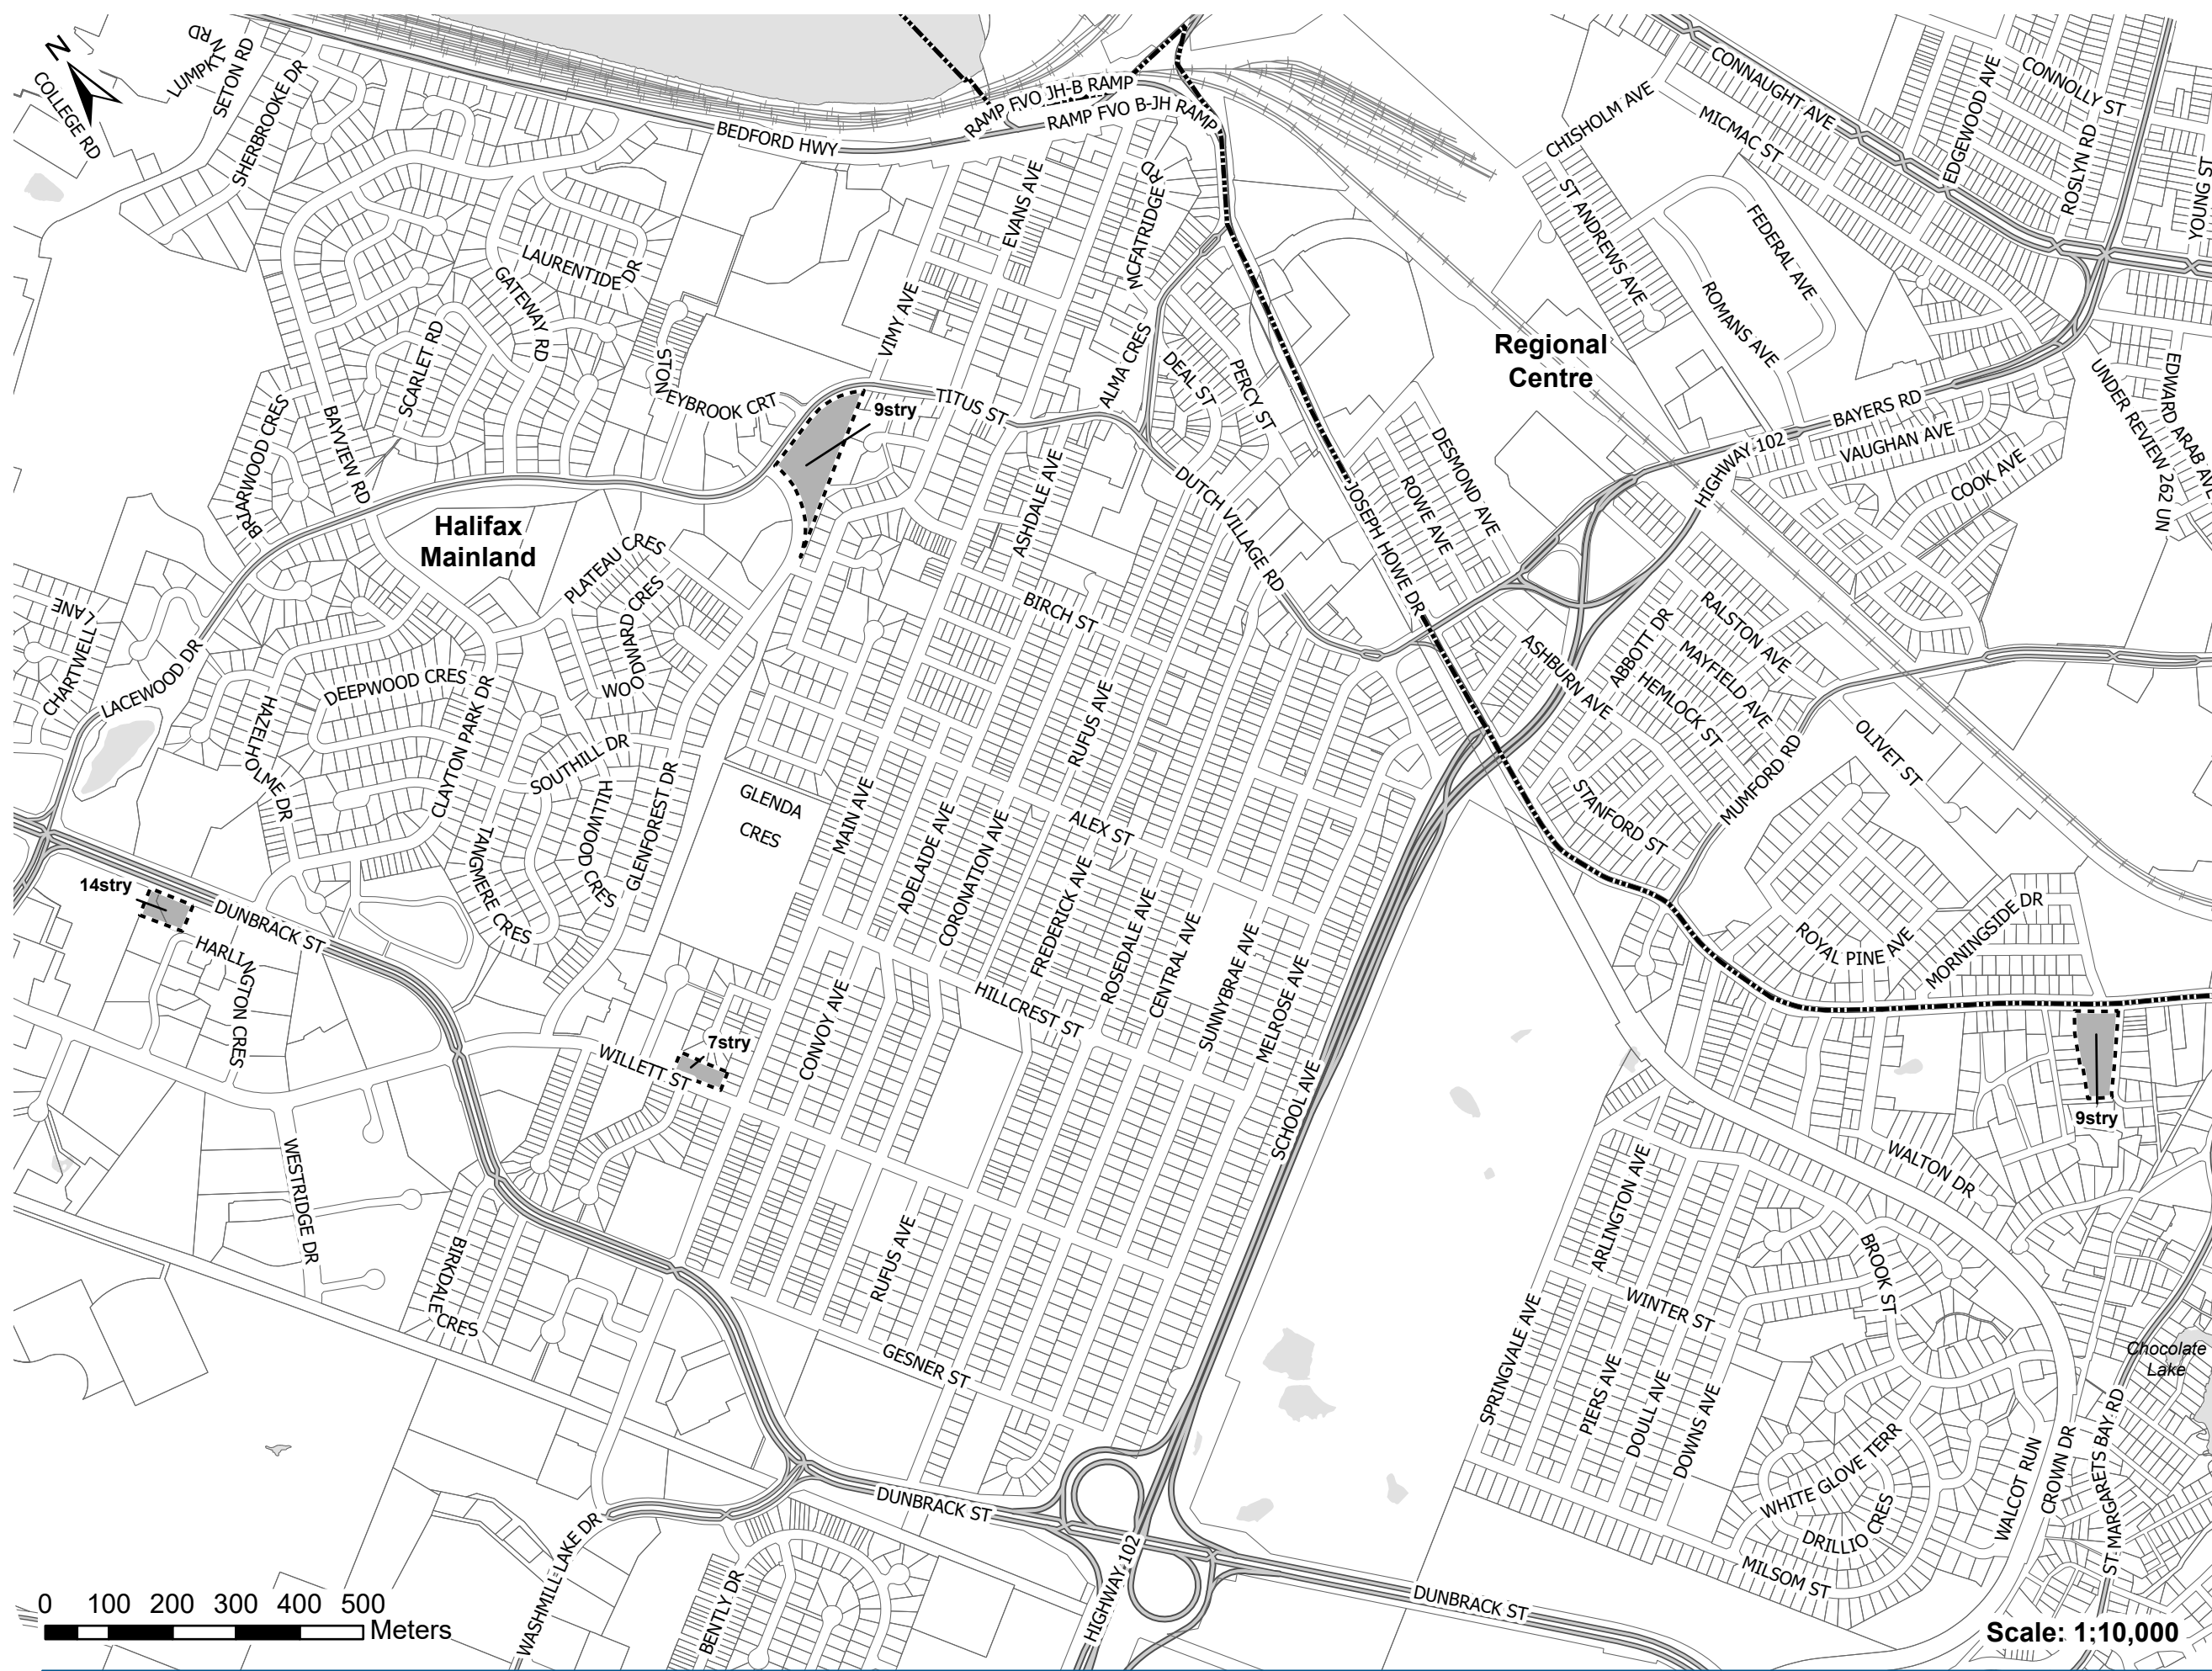 N
COLLEGE RD
LUMPKIN RD
SETON RD
SHERBROOKE DR
BEDFORD HWY
RAMP FVO JH-B RAMP
RAMP FVO B-JH RAMP
CONNAUGHT AVE
MICMAC ST
CHISHOLM AVE
EDGEWOOD AVE
CONNOLLY ST
ROSLYN RD
YOUNG ST
ST ANDREWS AVE
FEDERAL AVE
ROMANS AVE
LAURENTIDE DR
GATEWAY RD
SCARLET RD
EVANS AVE
MCFATRIDGE RD
VIMY AVE
STONEYBROOK CRT
ALMA CRES
DEAL ST
PERCY ST
Regional
Centre
TITUS ST
9stry
BRIARWOOD CRES
BAYVIEW RD
DESMOND AVE
ROWE AVE
HIGHWAY 102
BAYERS RD
VAUGHAN AVE
COOK AVE
UNDER REVIEW 262 UN
EDWARD ARAB AVE
Halifax
Mainland
ASHDALE AVE
DUTCH VILLAGE RD
JOSEPH HOWE DR
PLATEAU CRES
WOODWARD CRES
BIRCH ST
LANE
CHARTWELL
LACEWOOD DR
HAZELHOLME DR
DEEPWOOD CRES
CLAYTON PARK DR
SOUTHILL DR
HILLWOOD CRES
TANGMERE CRES
GLENFOREST DR
GLENDA
CRES
MAIN AVE
ADELAIDE AVE
CORONATION AVE
RUFUS AVE
ALEX ST
FREDERICK AVE
ROSEDALE AVE
CENTRAL AVE
SUNNYBRAE AVE
MELROSE AVE
ASHBURN AVE
ABBOTT DR
RALSTON AVE
MAYFIELD AVE
HEMLOCK ST
STANFORD ST
MUMFORD RD
OLIVET ST
14stry
DUNBRACK ST
HARLINGTON CRES
HILLCREST ST
CONVOY AVE
7stry
WILLETT ST
SCHOOL AVE
ROYAL PINE AVE
MORNINGSIDE DR
9stry
WESTRIDGE DR
BIRKDALE CRES
RUFUS AVE
GESNER ST
WALTON DR
ARLINGTON AVE
BROOK ST
WINTER ST
SPRINGVALE AVE
PIERS AVE
DOULL AVE
DOWNS AVE
Chocolate
Lake
WHITE GLOVE TERR
DRILLIO CRES
WALCOT RUN
CROWN DR
ST MARGARETS BAY RD
MILSOM ST
DUNBRACK ST
HIGHWAY 102
DUNBRACK ST
WASHMILL LAKE DR
BENTLY DR
0 100 200 300 400 500
Meters
Scale: 1:10,000